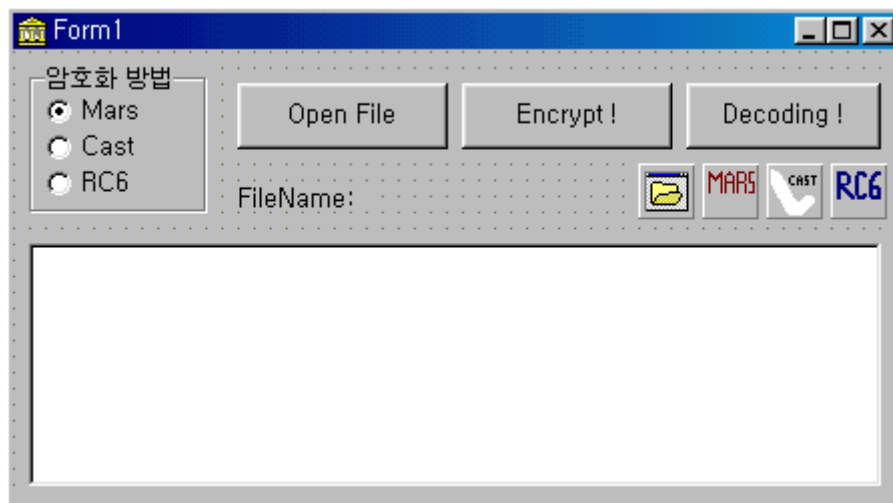 Form1
암호화 방법
Mars
Cast
RC6
Open File
Encrypt !
Decoding !
FileName:
MARS
CAST
RC6